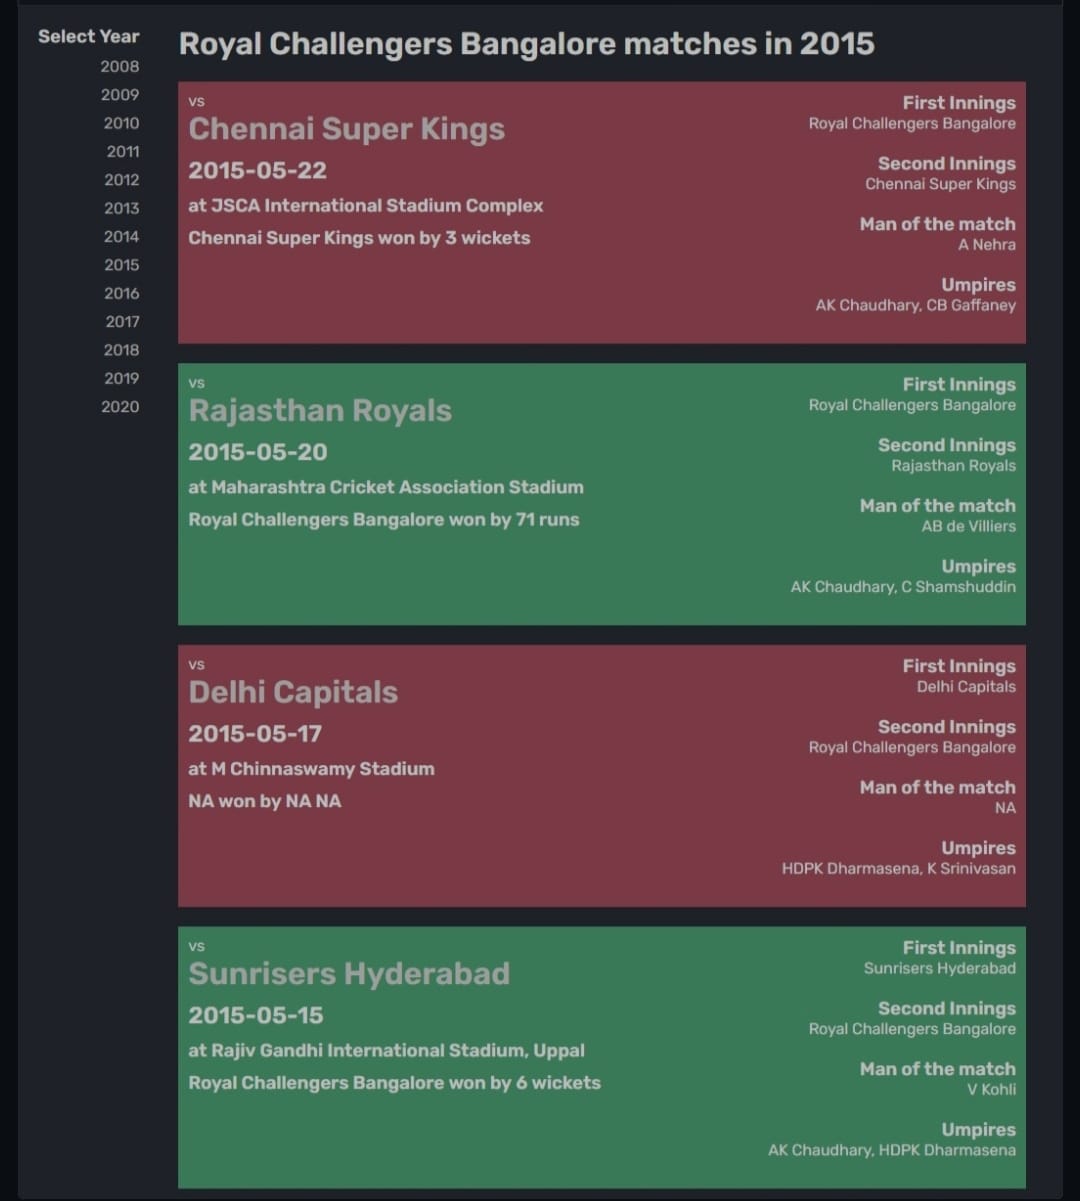 Select Year
2008
2009
2010
2011
2012
2013
2014
2015
2016
2017
2018
2019
2020
Royal Challengers Bangalore matches in 2015
vs
Chennai Super Kings
2015-05-22
at JSCA International Stadium Complex
Chennai Super Kings won by 3 wickets
First Innings
Royal Challengers Bangalore
Second Innings
Chennai Super Kings
Man of the match
A Nehra
Umpires
AK Chaudhary, CB Gaffaney
vs
Rajasthan Royals
2015-05-20
at Maharashtra Cricket Association Stadium
Royal Challengers Bangalore won by 71 runs
First Innings
Royal Challengers Bangalore
Second Innings
Rajasthan Royals
Man of the match
AB de Villiers
Umpires
AK Chaudhary, C Shamshuddin
vs
Delhi Capitals
2015-05-17
at M Chinnaswamy Stadium
NA won by NA NA
First Innings
Delhi Capitals
Second Innings
Royal Challengers Bangalore
Man of the match
NA
Umpires
HDPK Dharmasena, K Srinivasan
vs
Sunrisers Hyderabad
2015-05-15
at Rajiv Gandhi International Stadium, Uppal
Royal Challengers Bangalore won by 6 wickets
First Innings
Sunrisers Hyderabad
Second Innings
Royal Challengers Bangalore
Man of the match
V Kohli
Umpires
AK Chaudhary, HDPK Dharmasena